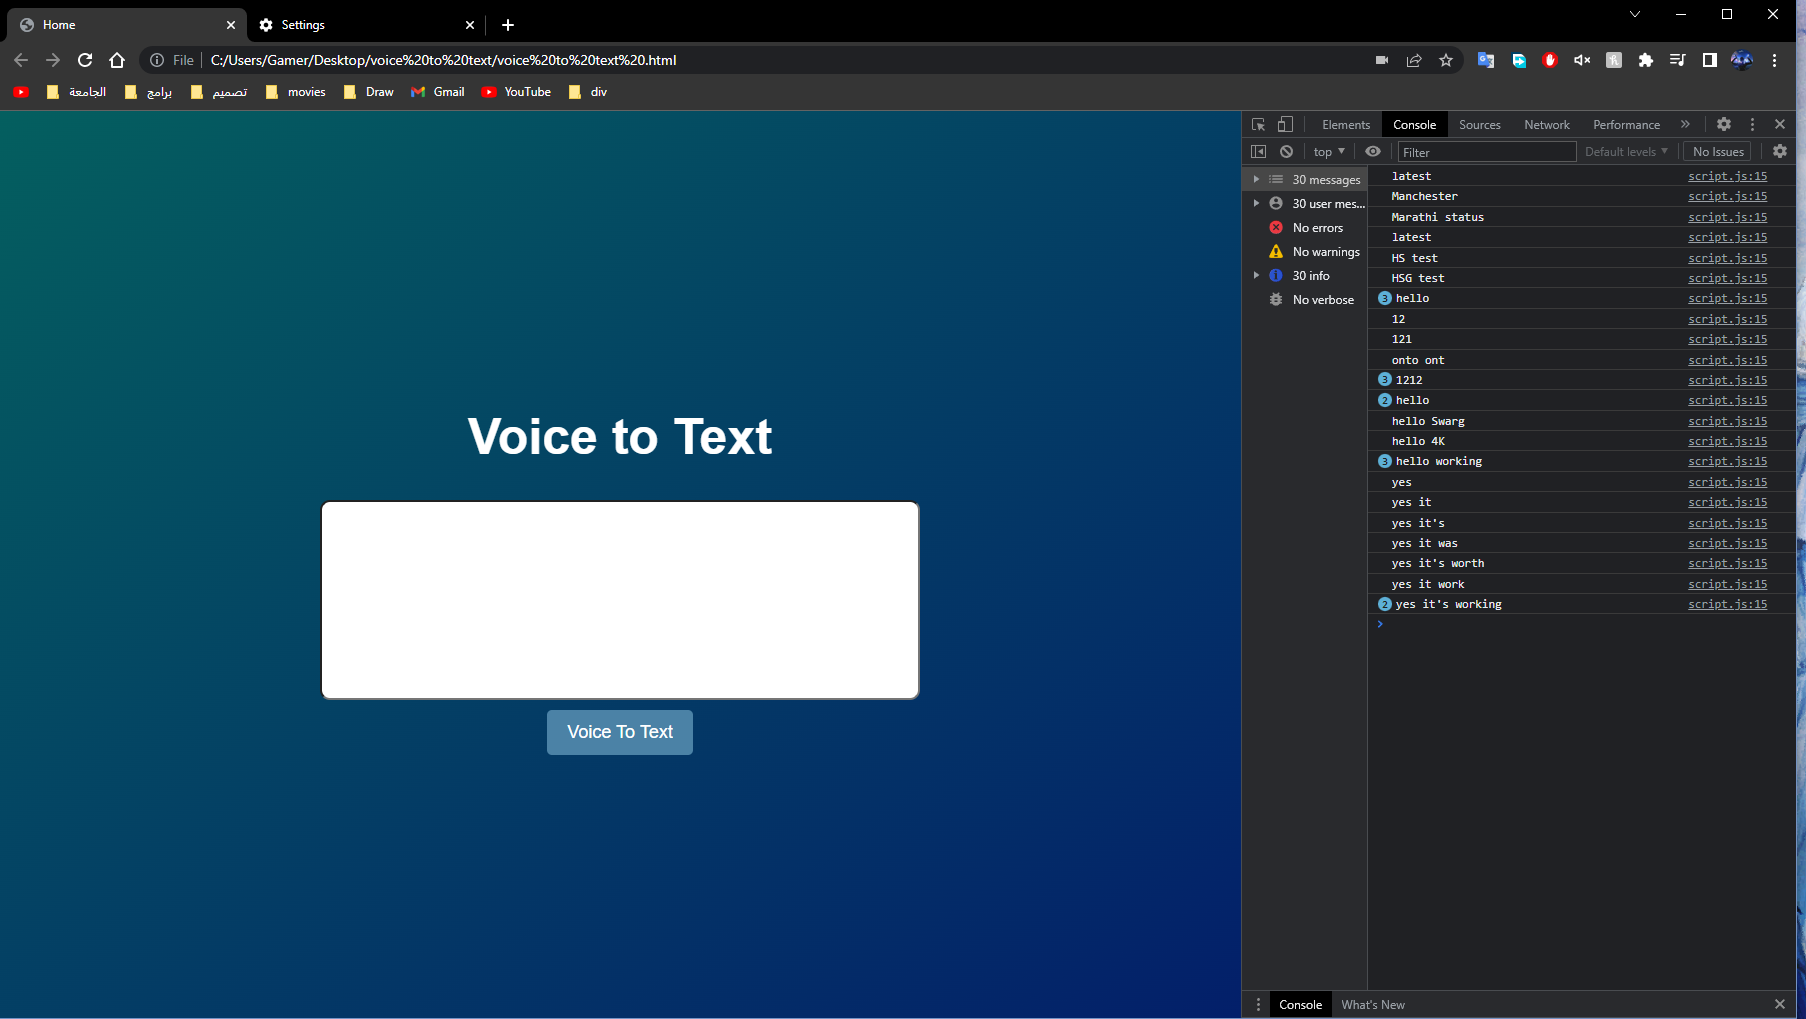 Home
Settings
File
C:/Users/Gamer/Desktop/voice%20to%20text/voice%20to%20text%20.html
الجامعة
برامج
تصميم
movies
Draw
Gmail
YouTube
div
Voice to Text
Voice To Text
Elements
Console
Sources
Network
Performance
top
Filter
Default levels
No Issues
30 messages
30 user mes...
No errors
No warnings
30 info
No verbose
latest script.js:15
Manchester script.js:15
Marathi status script.js:15
latest script.js:15
HS test script.js:15
HSG test script.js:15
3 hello script.js:15
12 script.js:15
121 script.js:15
onto ont script.js:15
3 1212 script.js:15
2 hello script.js:15
hello Swarg script.js:15
hello 4K script.js:15
3 hello working script.js:15
yes script.js:15
yes it script.js:15
yes it's script.js:15
yes it was script.js:15
yes it's worth script.js:15
yes it work script.js:15
2 yes it's working script.js:15
Console
What's New